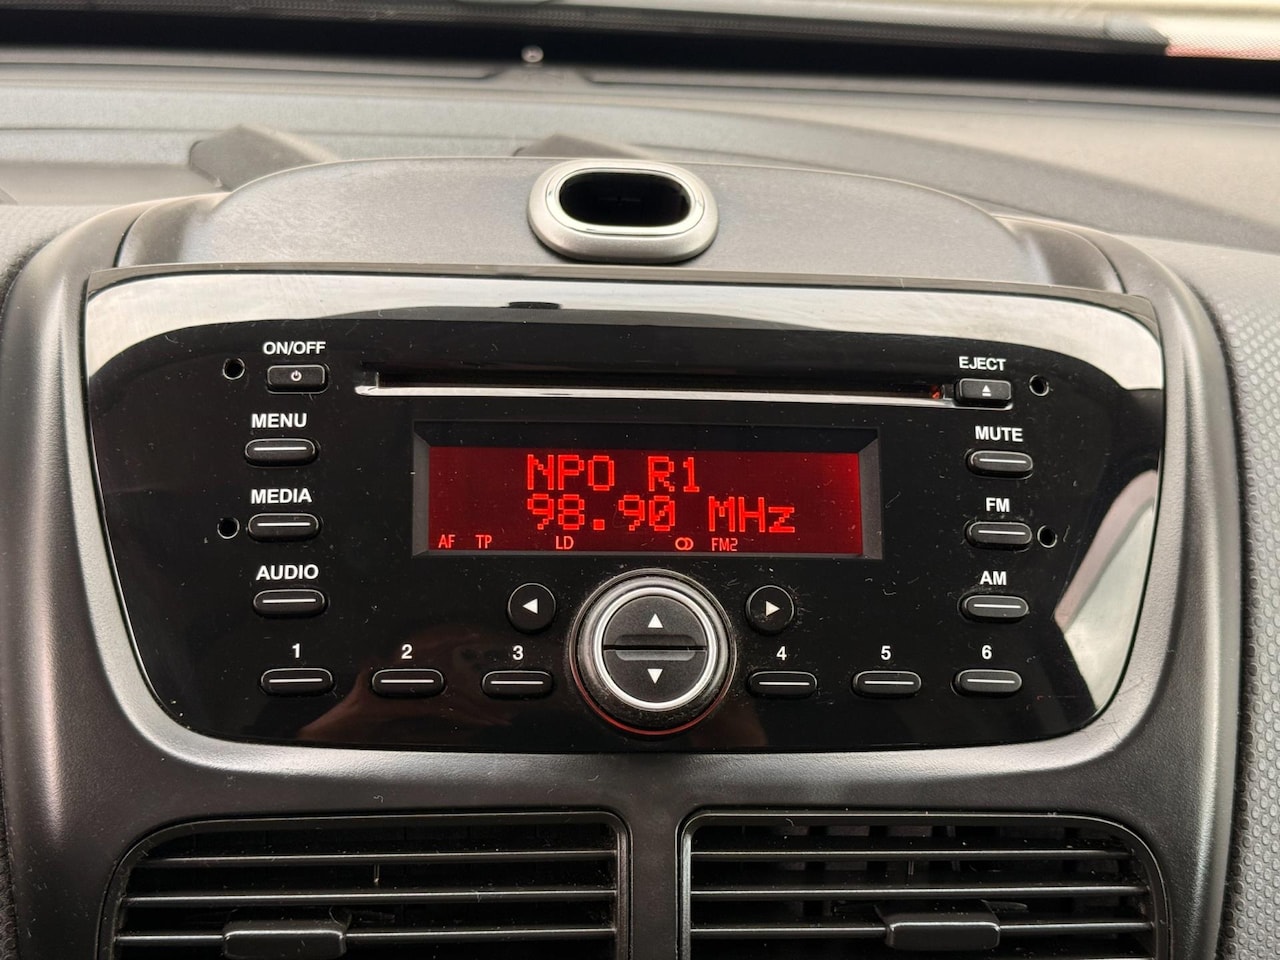 ON/OFF
EJECT
MENU
MUTE
NPO R1
98.90 MHz
MEDIA
FM
AF TP LD FM2
AUDIO
AM
1 2 3 4 5 6